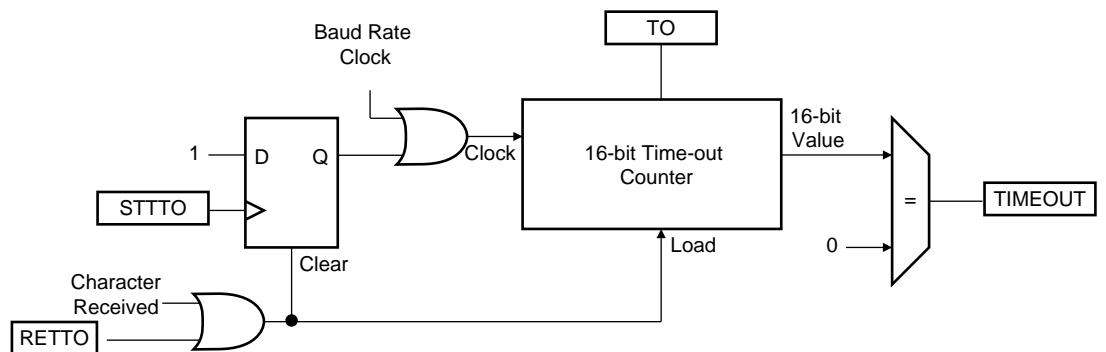 TO
Baud Rate
Clock
16-bit
Value
1
D
Q
Clock
16-bit Time-out
Counter
STTTO
=
TIMEOUT
Clear
Load
0
Character
Received
RETTO